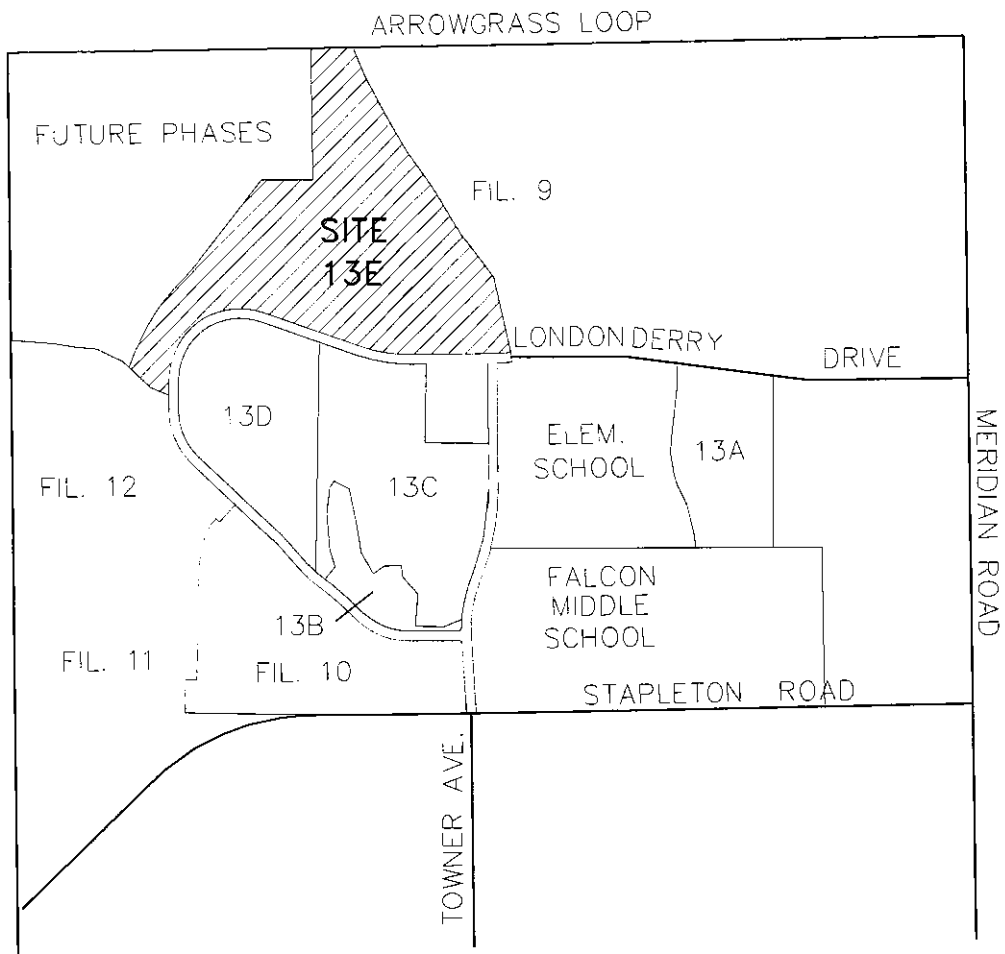 ARROWGRASS LOOP
FUTURE PHASES
FIL. 9
SITE
13E
LONDONDERRY
DRIVE
13D
ELEM.
SCHOOL
13A
13C
FIL. 12
MERIDIAN ROAD
FALCON
MIDDLE
SCHOOL
13B
FIL. 11
FIL. 10
STAPLETON ROAD
TOWNER AVE.